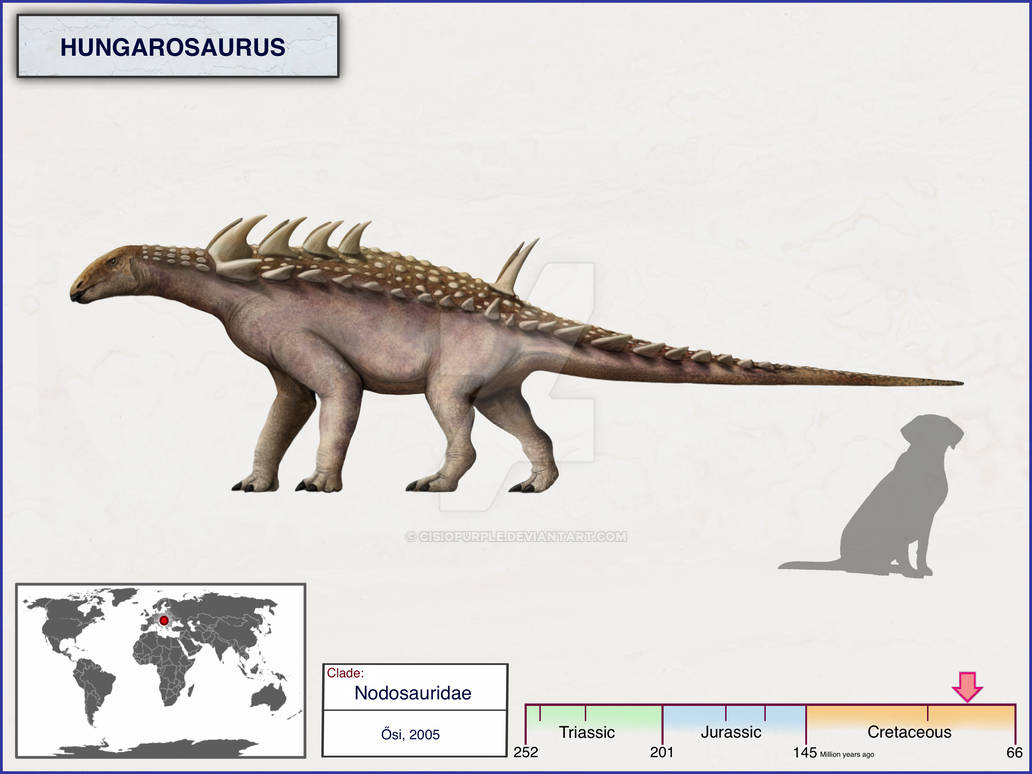 HUNGAROSAURUS
© CISIOPURPLE.DEVIANTART.COM
Clade:
Nodosauridae
Ősi, 2005
Triassic
Jurassic
Cretaceous
252
201
145
Million years ago
66